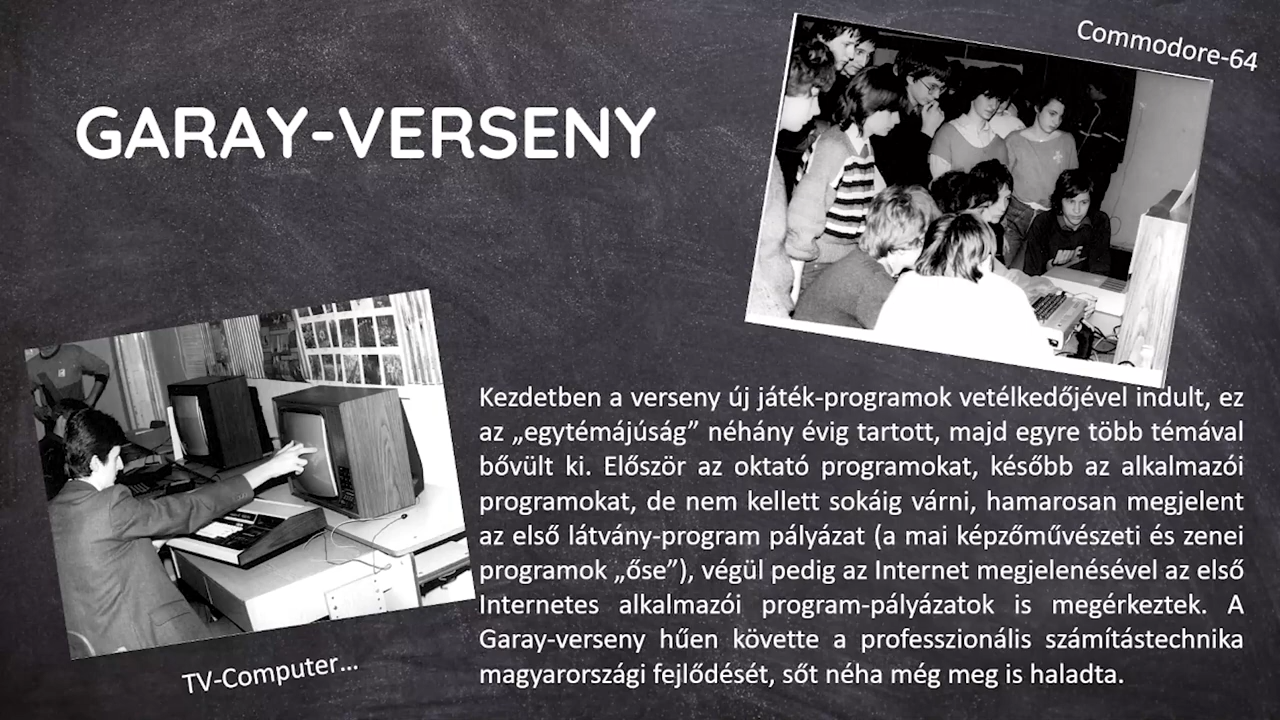 Commodore-64
GARAY-VERSENY
Kezdetben a verseny új játék-programok vetélkedőjével indult, ez
az „egytémájúság” néhány évig tartott, majd egyre több témával
bővült ki. Először az oktató programokat, később az alkalmazói
programokat, de nem kellett sokáig várni, hamarosan megjelent
az első látvány-program pályázat (a mai képzőművészeti és zenei
programok „őse”), végül pedig az Internet megjelenésével az első
Internetes alkalmazói program-pályázatok is megérkeztek. A
Garay-verseny hűen követte a professzionális számítástechnika
magyarországi fejlődését, sőt néha még meg is haladta.
TV-Computer...